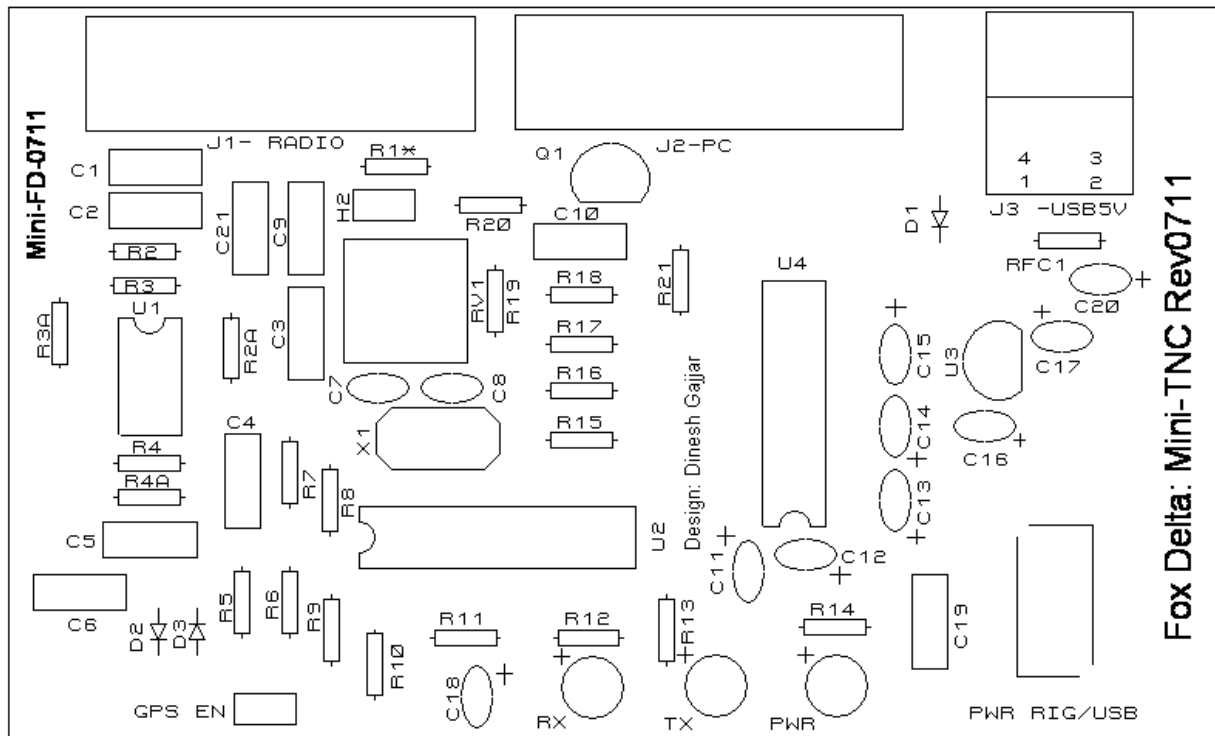 J1- RADIO
J2-PC
4 3
1 2
J3 -USB5V
Mini-FD-0711
C1
C2
R1*
Q1
H2
C21
C9
R20
C10
D1
RFC1
C20
R2
R3
U1
R3A
R2A
C3
RV1
R19
R18
R21
U4
R17
C15
U3
C17
C7
C8
R16
X1
R15
C4
C14
C16
R4
R4A
R7
R8
C13
C5
U2
Design: Dinesh Gajjar
C11
C12
C6
D2
D3
R5
R6
R9
R10
R11
R12
R13
R14
C19
GPS EN
C18
RX
TX
PWR
PWR RIG/USB
Fox Delta: Mini-TNC Rev0711